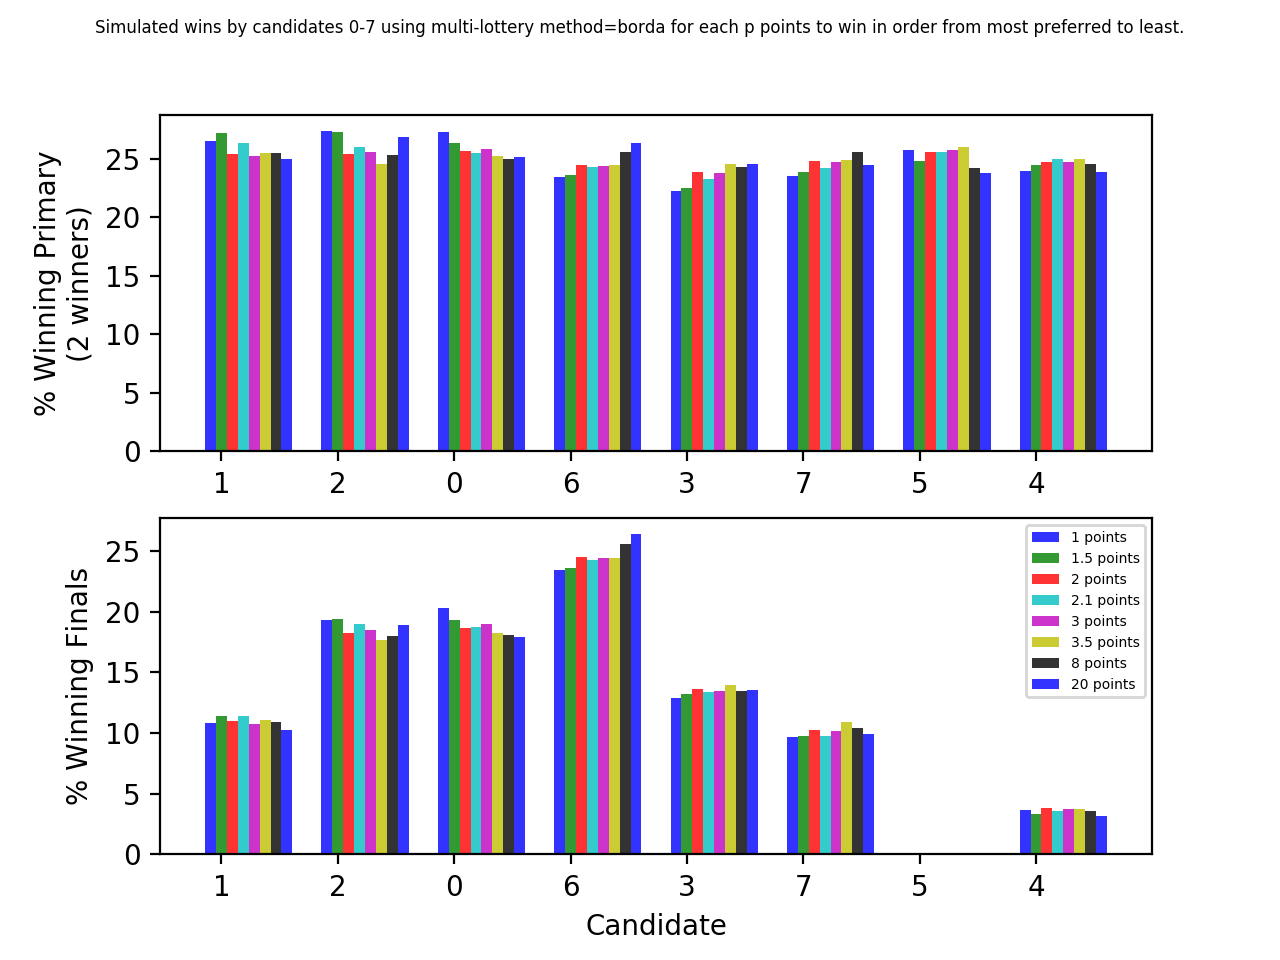 Simulated wins by candidates 0-7 using multi-lottery method=borda for each p points to win in order from most preferred to least.
% Winning Primary
(2 winners)
25
20
15
10
5
0
1 2 0 6 3 7 5 4
% Winning Finals
25
20
15
10
5
0
1 points
1.5 points
2 points
2.1 points
3 points
3.5 points
8 points
20 points
1 2 0 6 3 7 5 4
Candidate